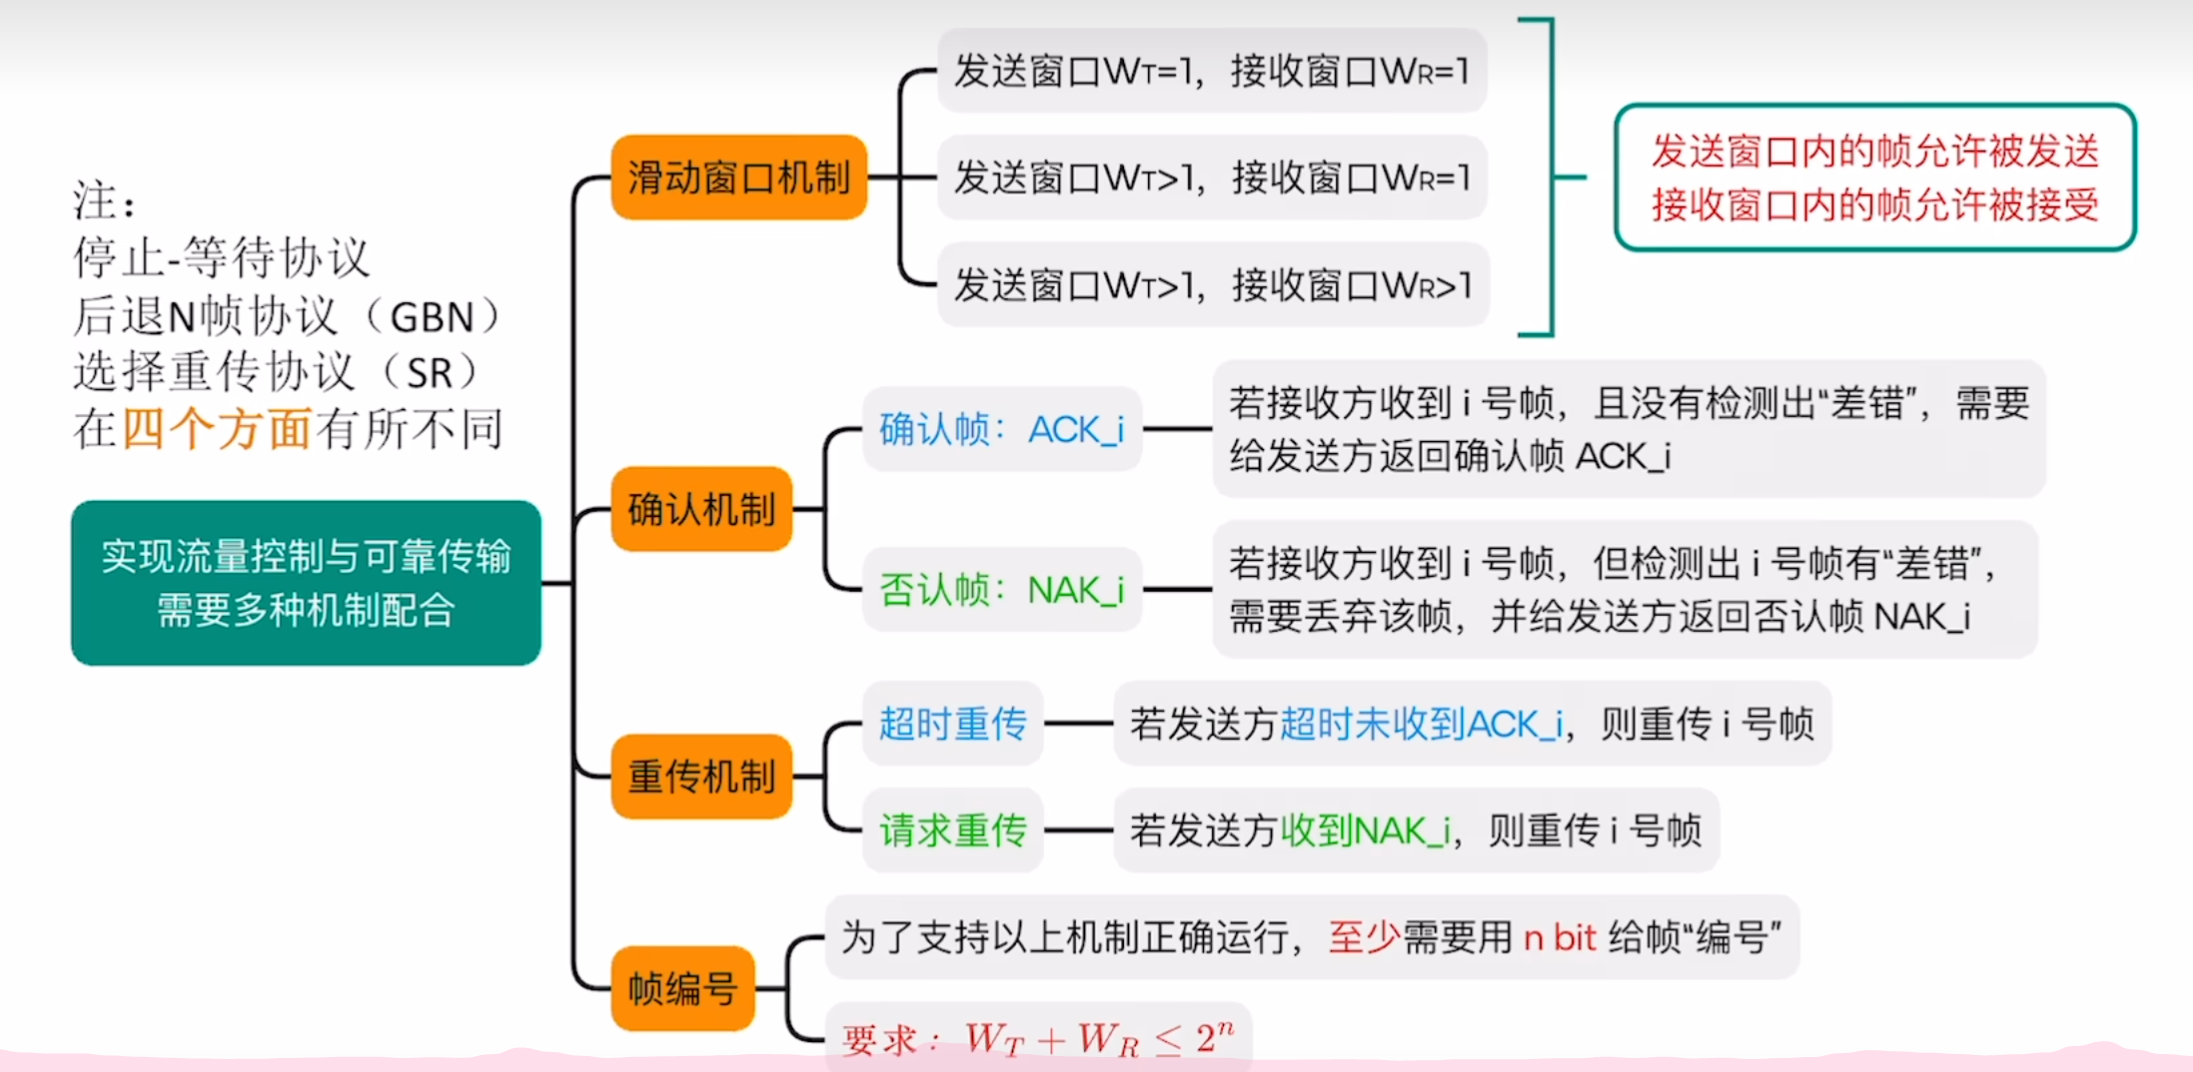 注：
停止-等待协议
后退N帧协议（GBN）
选择重传协议（SR）
在四个方面有所不同
实现流量控制与可靠传输
需要多种机制配合
滑动窗口机制
发送窗口WT=1，接收窗口WR=1
发送窗口WT>1，接收窗口WR=1
发送窗口WT>1，接收窗口WR>1
发送窗口内的帧允许被发送
接收窗口内的帧允许被接受
确认机制
确认帧：ACK_i
若接收方收到 i 号帧，且没有检测出“差错”，需要
给发送方返回确认帧 ACK_i
否认帧：NAK_i
若接收方收到 i 号帧，但检测出 i 号帧有“差错”，
需要丢弃该帧，并给发送方返回否认帧 NAK_i
重传机制
超时重传
若发送方超时未收到ACK_i，则重传 i 号帧
请求重传
若发送方收到NAK_i，则重传 i 号帧
帧编号
为了支持以上机制正确运行，至少需要用 n bit 给帧“编号”
要求：W_T + W_R ≤ 2^n